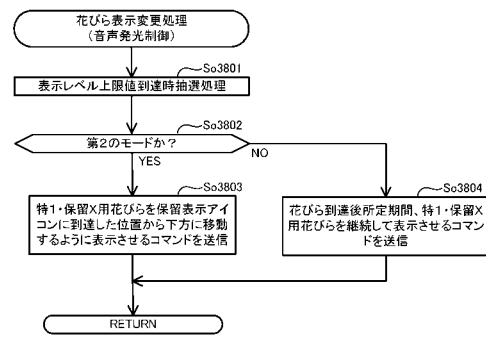 花びら表示変更処理
(音声発光制御)
So3801
表示レベル上限値到達時抽選処理
So3802
第2のモードか?
YES
NO
So3803
特1・保留X用花びらを保留表示アイ
コンに到達した位置から下方に移動
するように表示させるコマンドを送信
So3804
花びら到達後所定期間、特1・保留X
用花びらを継続して表示させるコマン
ドを送信
RETURN